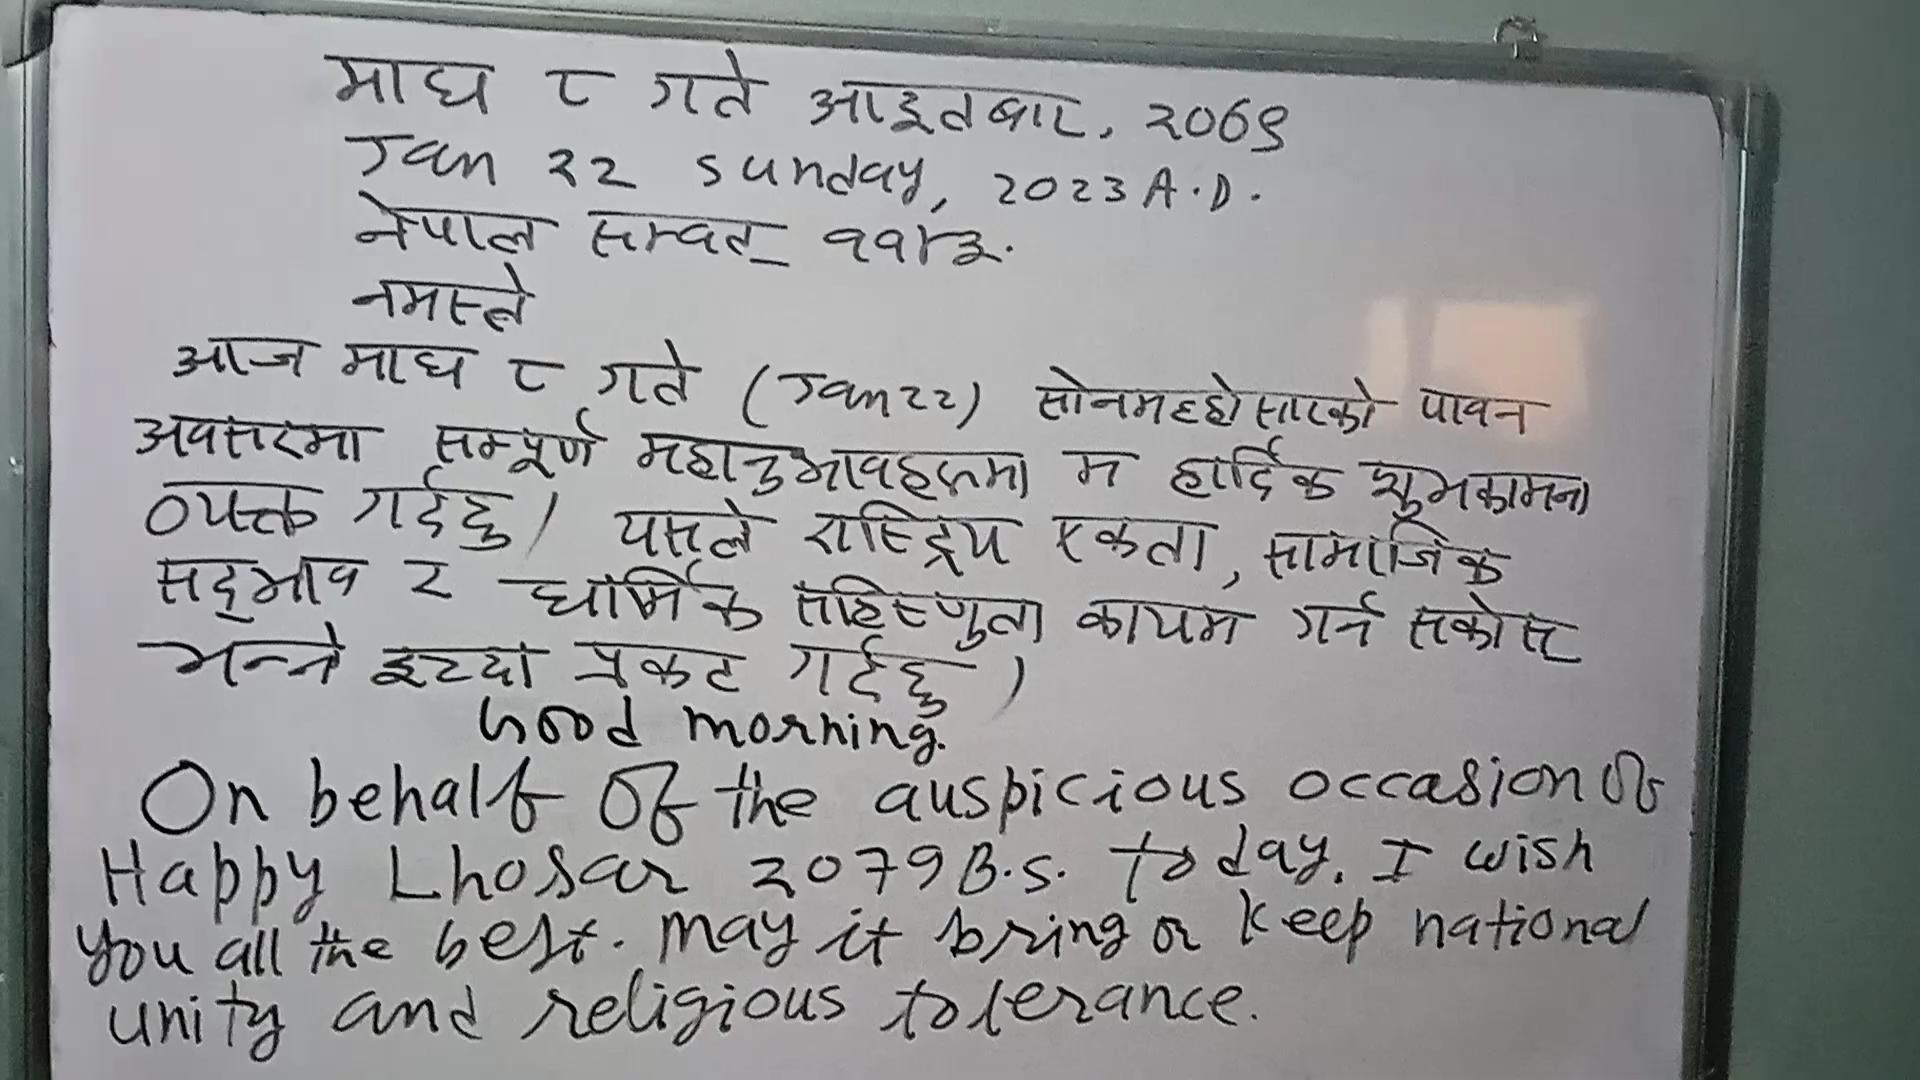 माघ ८ गते आइतबार, २०७९
Jan 22 Sunday, 2023 A.D.
नेपाल सम्वत् ११४३.
नमस्ते
आज माघ ८ गते (Jan 22) सोनमल्होसारको पावन
अवसरमा सम्पूर्ण महानुभावहरूमा म हार्दिक शुभकामना
व्यक्त गर्दछु। यसले राष्ट्रिय एकता, सामाजिक
सद्भाव र धार्मिक सहिष्णुता कायम गर्न सकोस्
भन्ने इच्छा प्रकट गर्दछु।
Good morning.
On behalf of the auspicious occasion of
Happy Lhosar 2079 B.S. today. I wish
you all the best. May it bring or keep national
unity and religious tolerance.